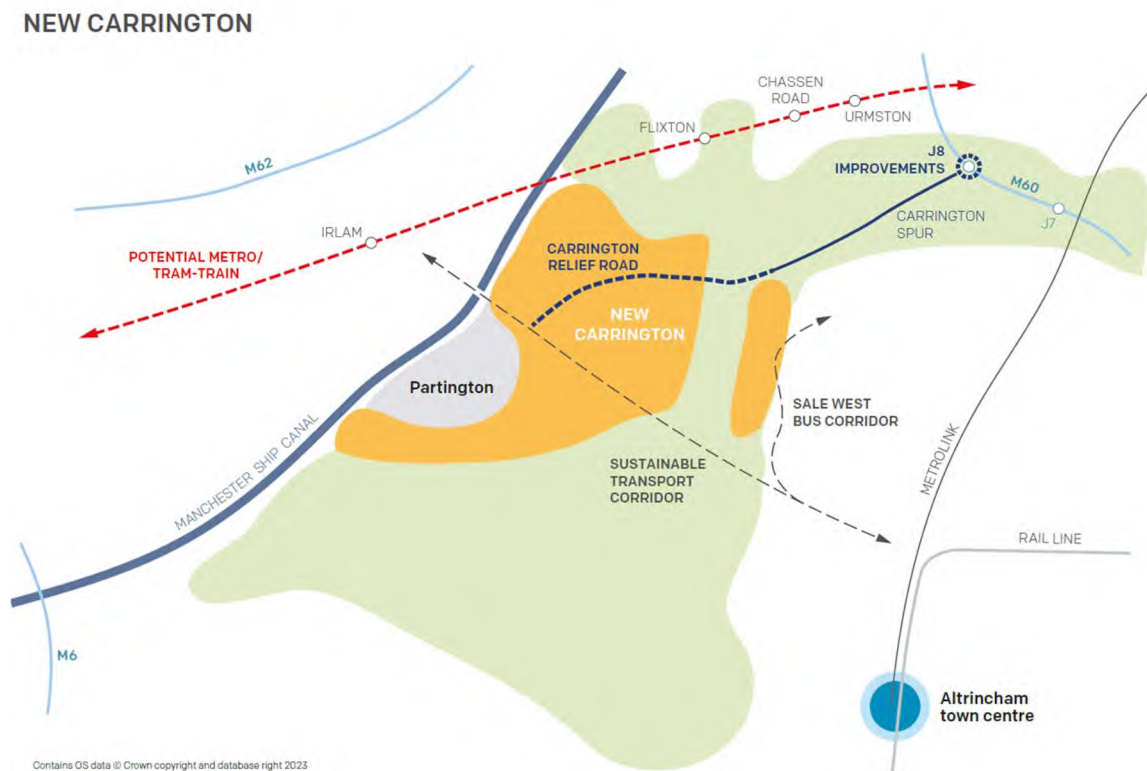 NEW CARRINGTON
CHASSEN
ROAD
URMSTON
FLIXTON
J8
IMPROVEMENTS
M62
M60
J7
CARRINGTON
SPUR
IRLAM
POTENTIAL METRO/
TRAM-TRAIN
CARRINGTON
RELIEF ROAD
NEW
CARRINGTON
Partington
SALE WEST
BUS CORRIDOR
MANCHESTER SHIP CANAL
SUSTAINABLE
TRANSPORT
CORRIDOR
METROLINK
RAIL LINE
M6
Altrincham
town centre
Contains OS data © Crown copyright and database right 2023